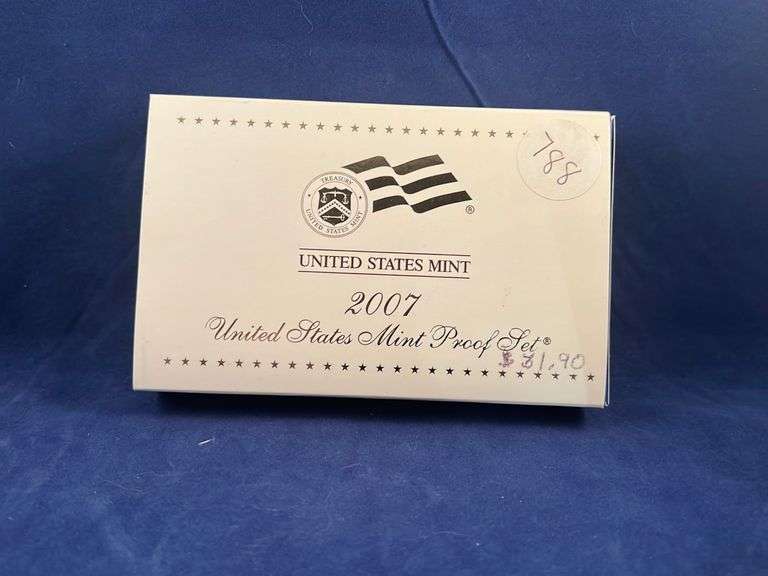 788
TREASURY
UNITED STATES MINT
®
UNITED STATES MINT
2007
United States Mint Proof Set®